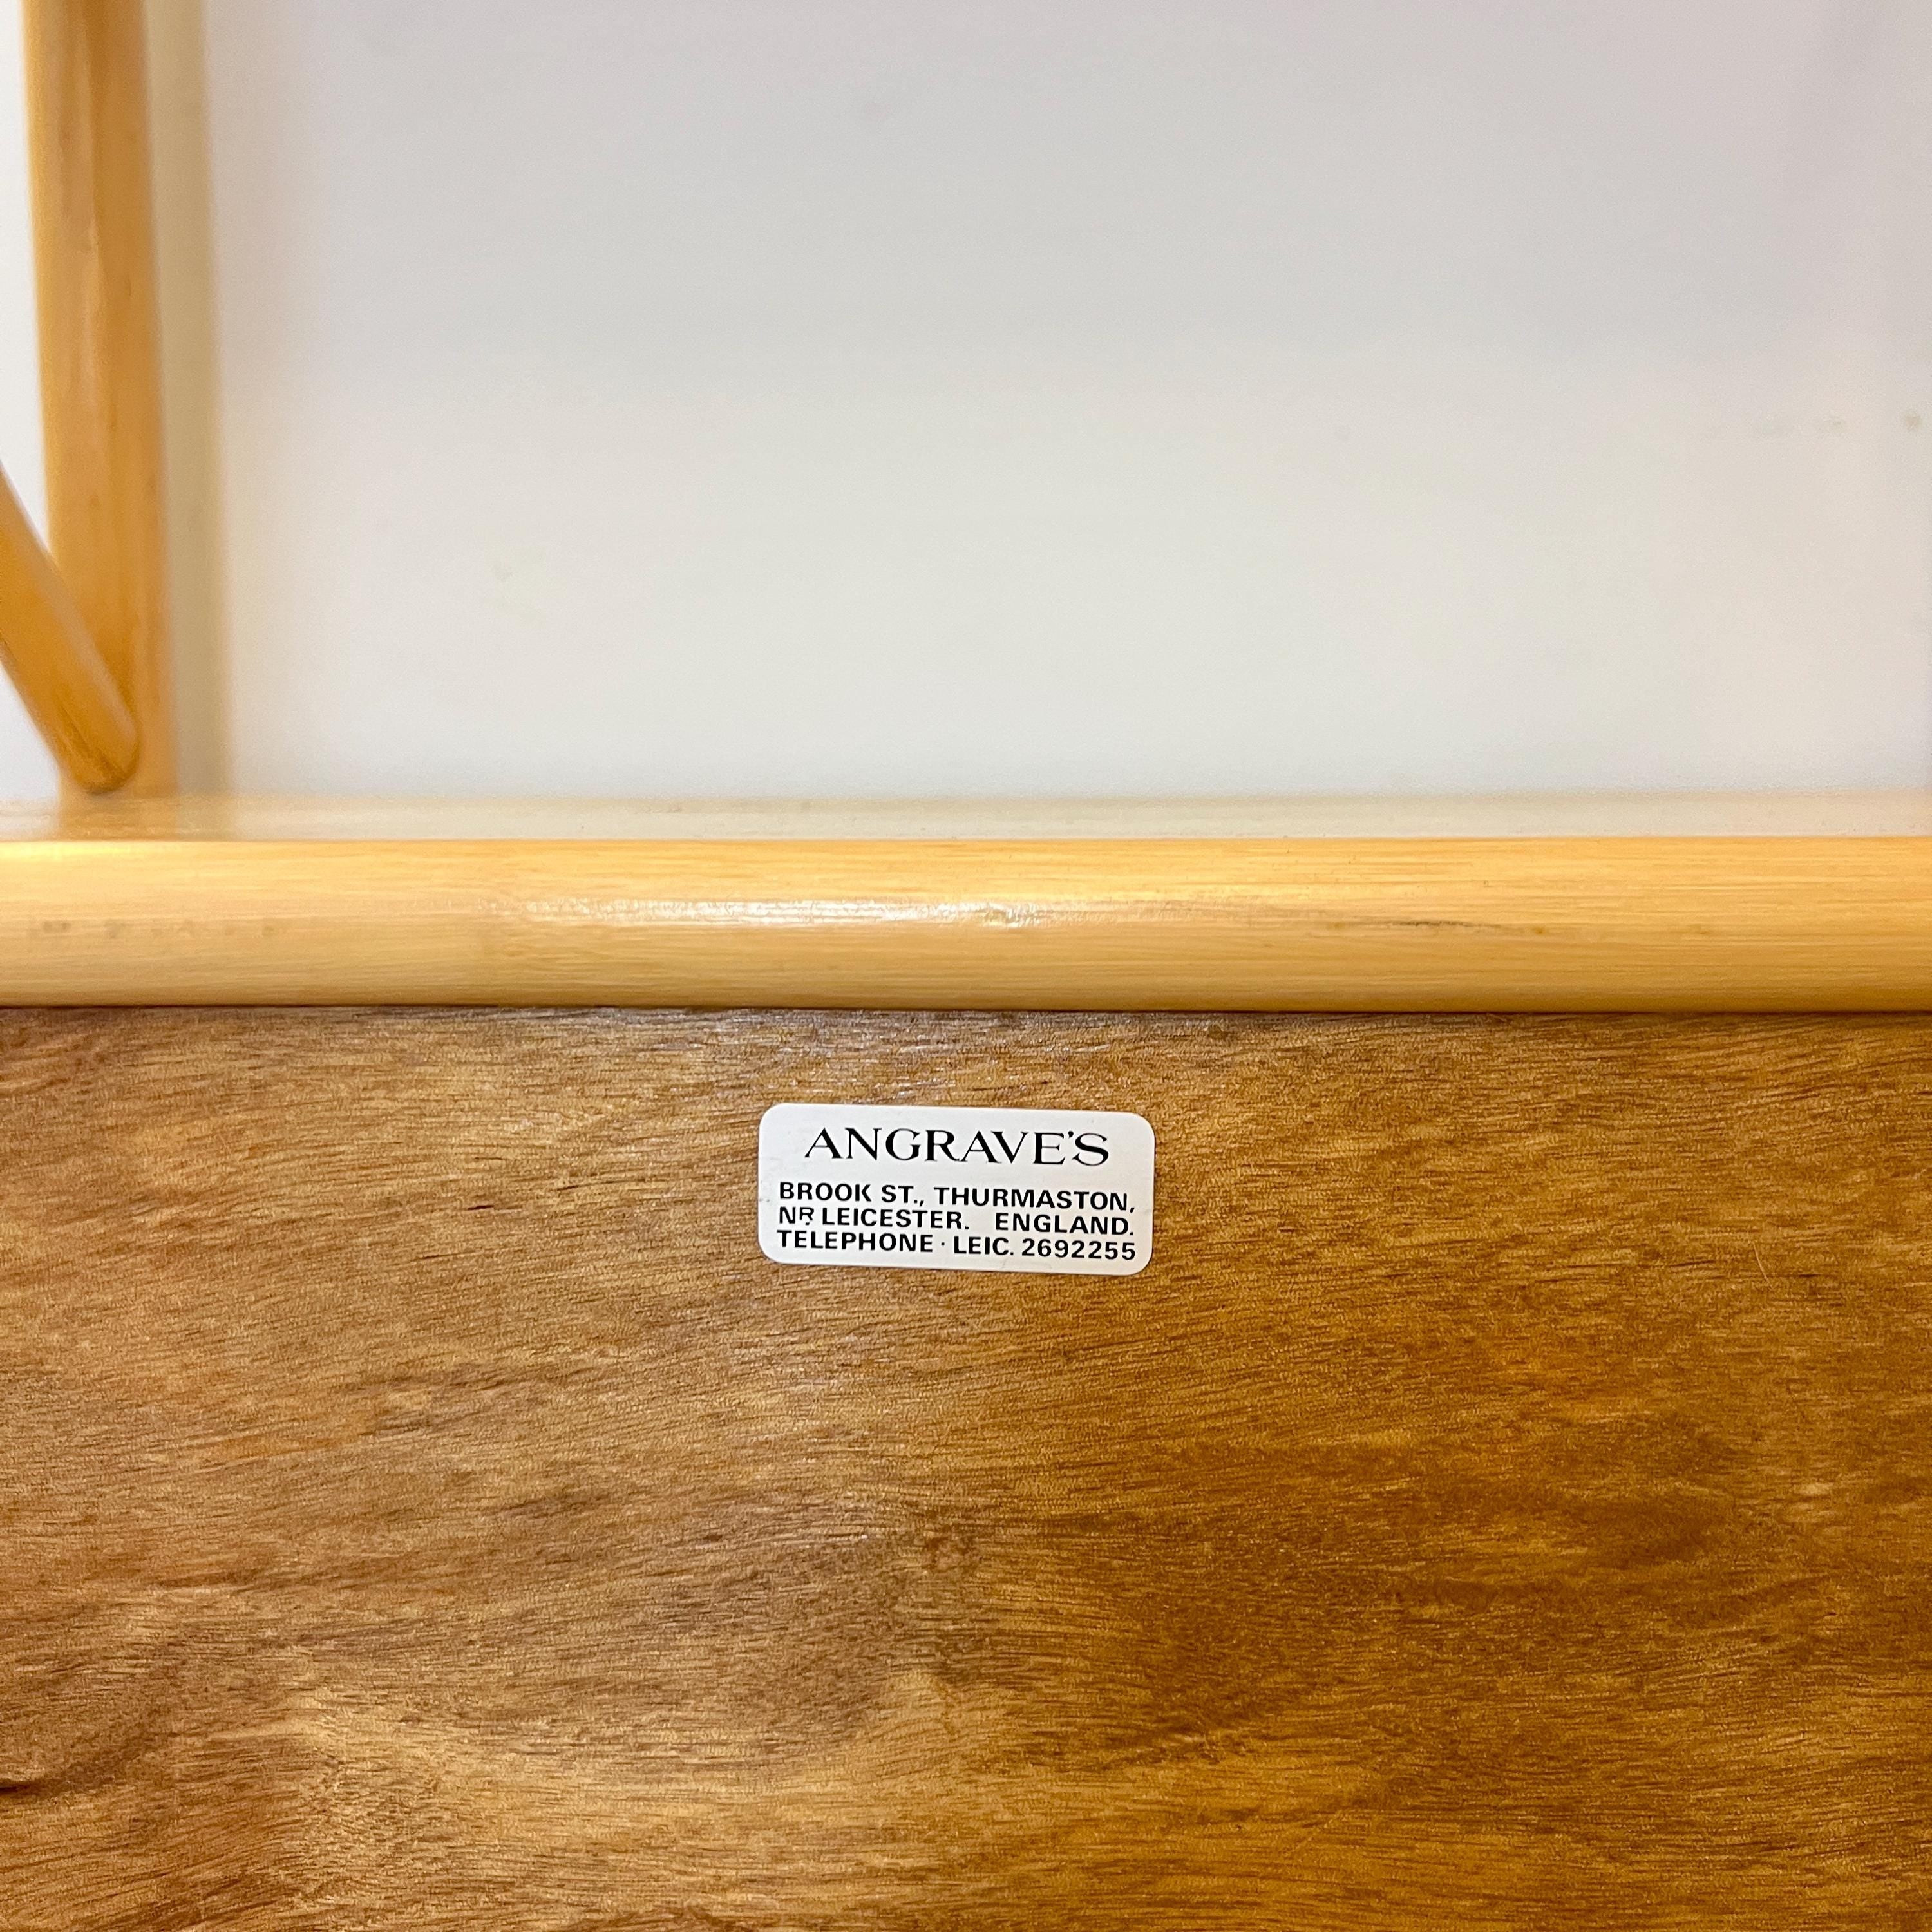 ANGRAVE'S
BROOK ST., THURMASTON,
NR. LEICESTER. ENGLAND.
TELEPHONE · LEIC. 2692255